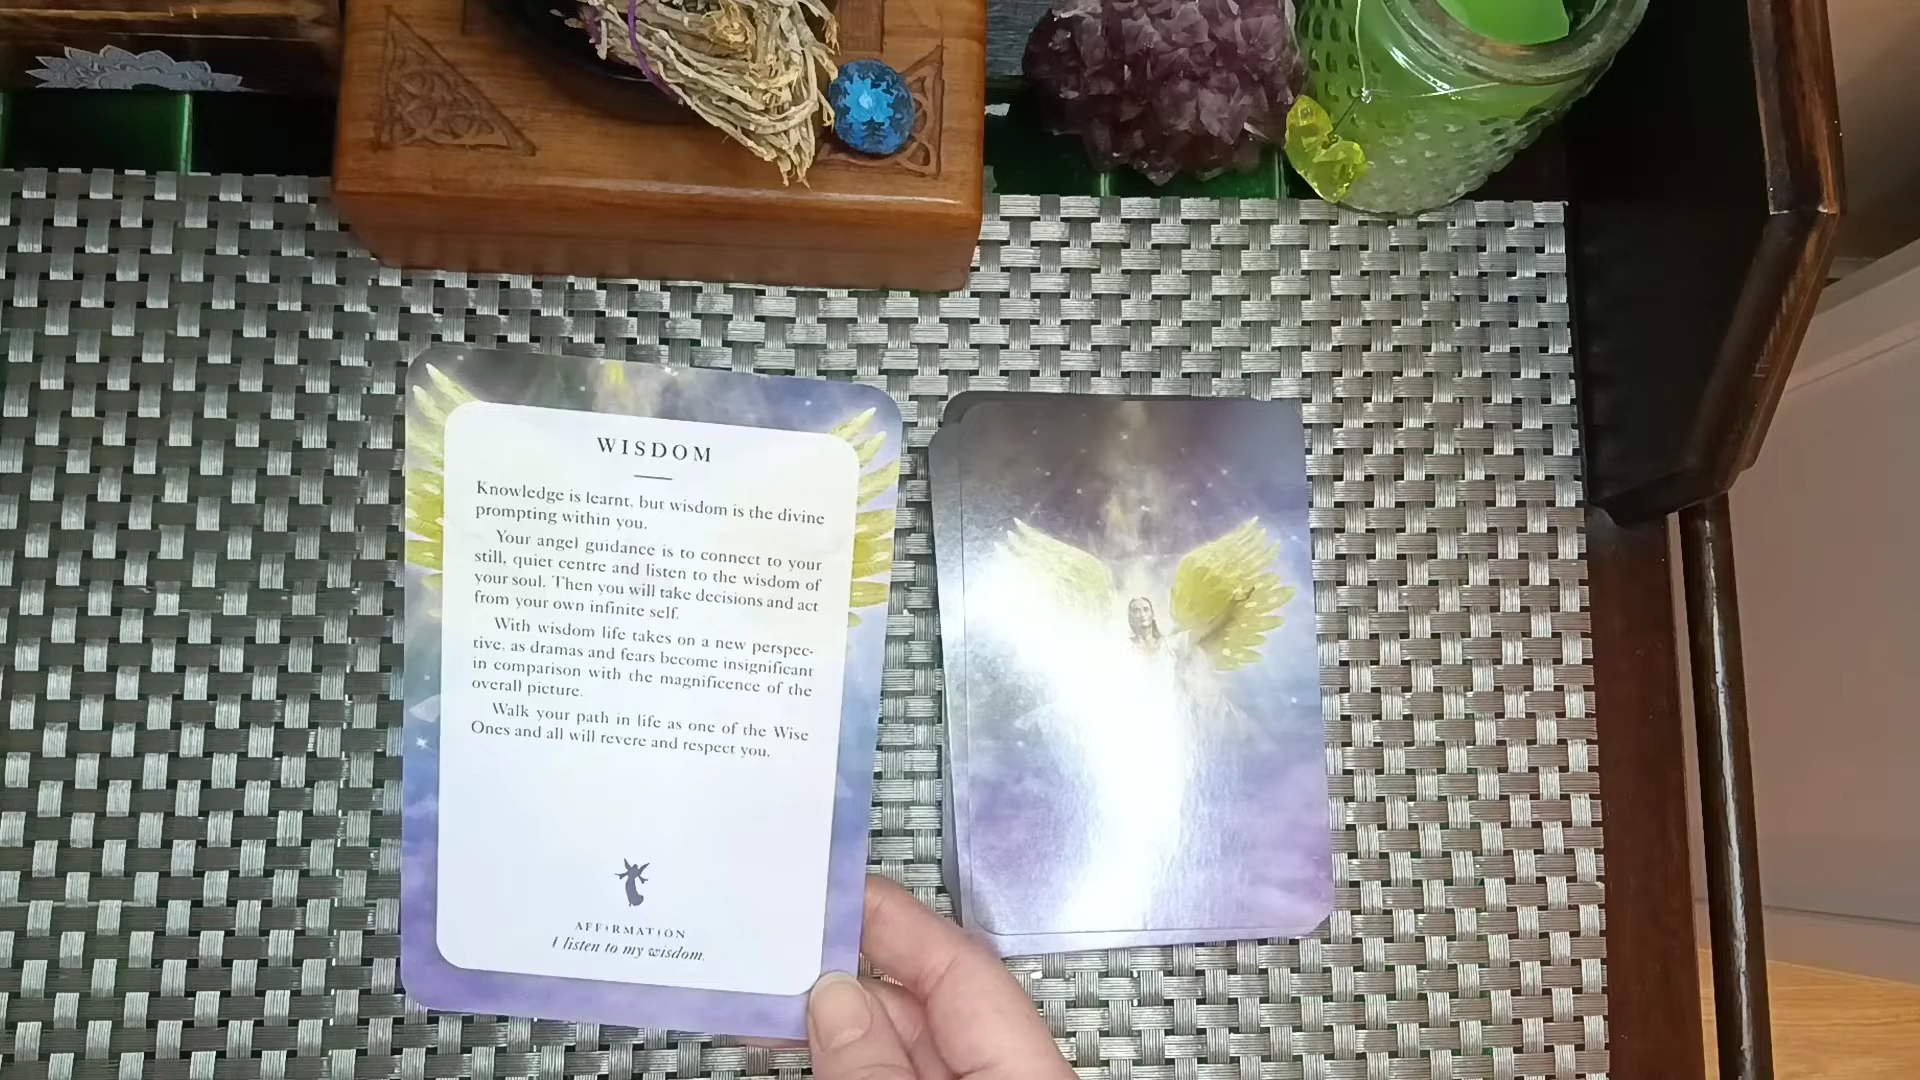 WISDOM
Knowledge is learnt, but wisdom is the divine
prompting within you.
Your angel guidance is to connect to your
still, quiet centre and listen to the wisdom of
your soul. Then you will take decisions and act
from your own infinite self.
With wisdom life takes on a new perspec-
tive, as dramas and fears become insignificant
in comparison with the magnificence of the
overall picture.
Walk your path in life as one of the Wise
Ones and all will revere and respect you.
AFFIRMATION
I listen to my wisdom.